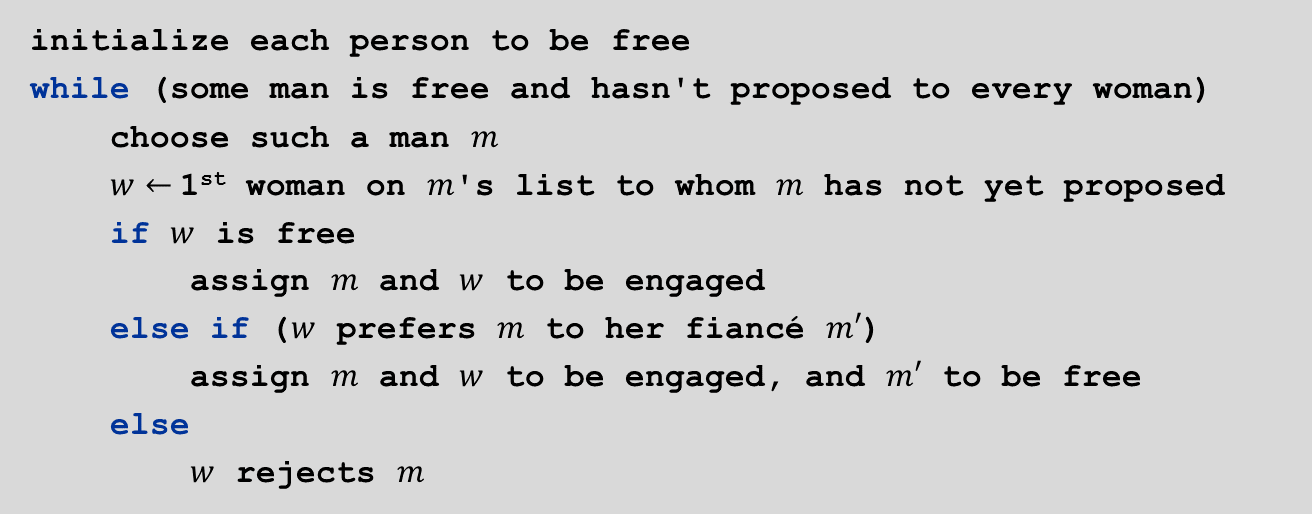 initialize each person to be free
while (some man is free and hasn't proposed to every woman)
choose such a man m
w ← 1st woman on m's list to whom m has not yet proposed
if w is free
assign m and w to be engaged
else if (w prefers m to her fiancé m′)
assign m and w to be engaged, and m′ to be free
else
w rejects m